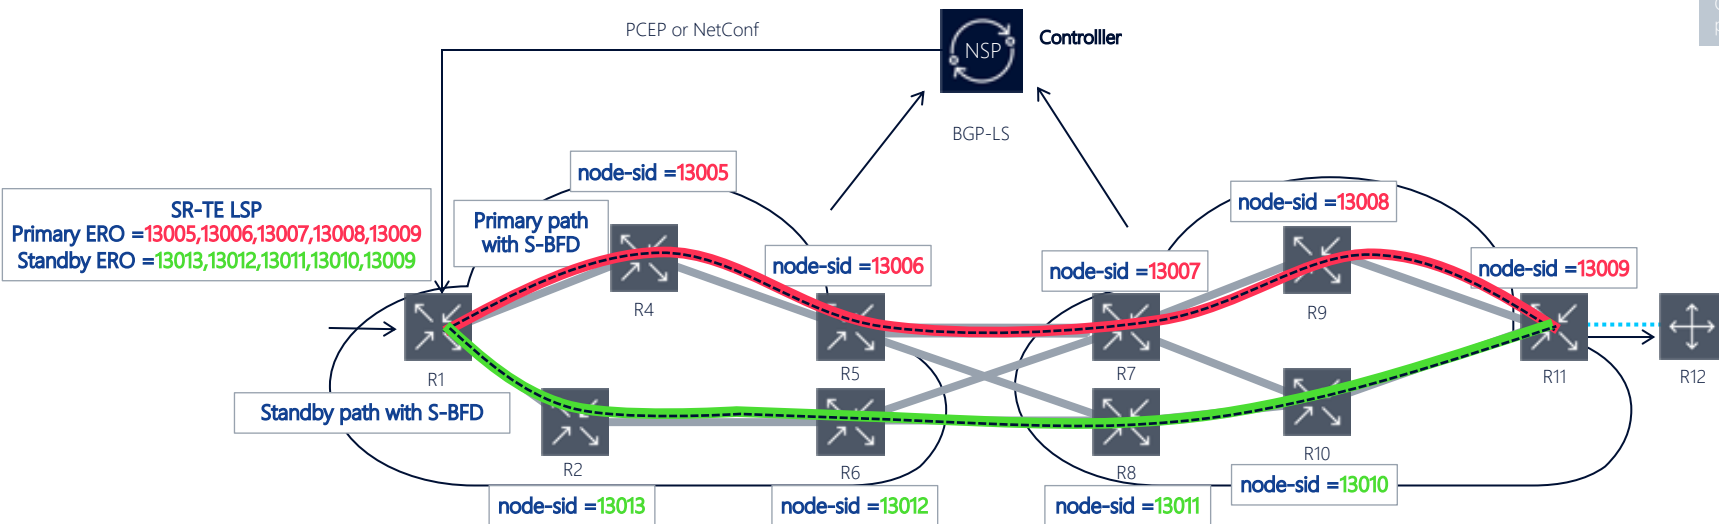 PCEP or NetConf
NSP
Controlller
BGP-LS
node-sid =13005
node-sid =13008
SR-TE LSP
Primary ERO =13005,13006,13007,13008,13009
Standby ERO =13013,13012,13011,13010,13009
Primary path
with S-BFD
node-sid =13006
node-sid =13007
node-sid =13009
R4
R9
R1
R5
R7
R11
R12
Standby path with S-BFD
R2
R6
R8
R10
node-sid =13013
node-sid =13012
node-sid =13011
node-sid =13010